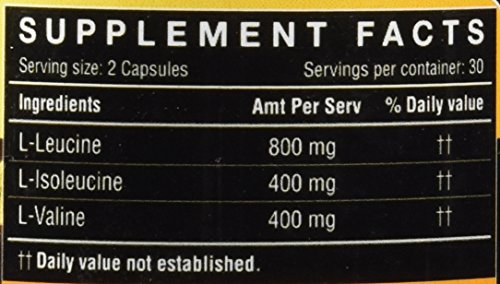 SUPPLEMENT FACTS
Serving size: 2 Capsules Servings per container: 30
Ingredients Amt Per Serv % Daily value
L-Leucine 800 mg ††
L-Isoleucine 400 mg ††
L-Valine 400 mg ††
†† Daily value not established.